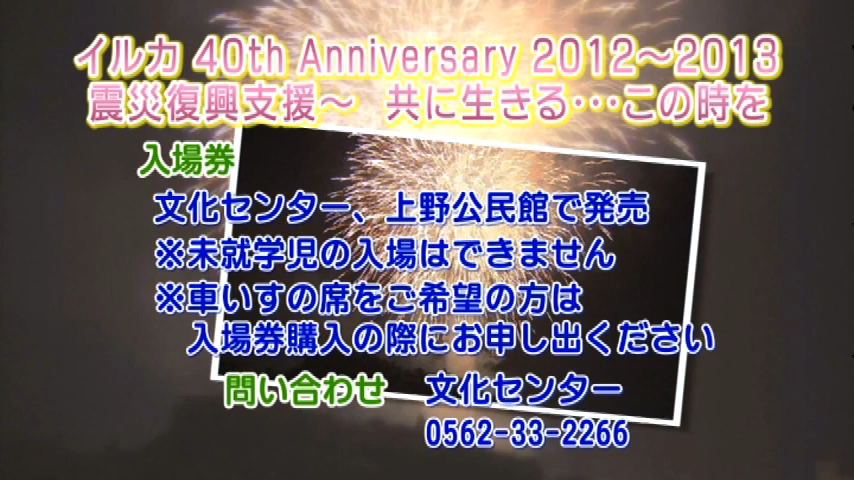 イルカ 40th Anniversary 2012～2013
震災復興支援～　共に生きる･･･この時を
入場券
文化センター、上野公民館で発売
※未就学児の入場はできません
※車いすの席をご希望の方は
入場券購入の際にお申し出ください
問い合わせ　文化センター
0562-33-2266